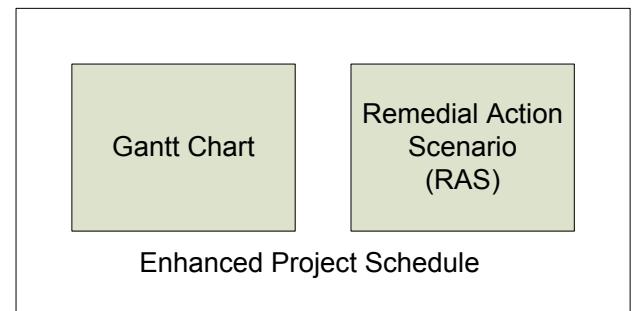 Gantt Chart
Remedial Action
Scenario
(RAS)
Enhanced Project Schedule